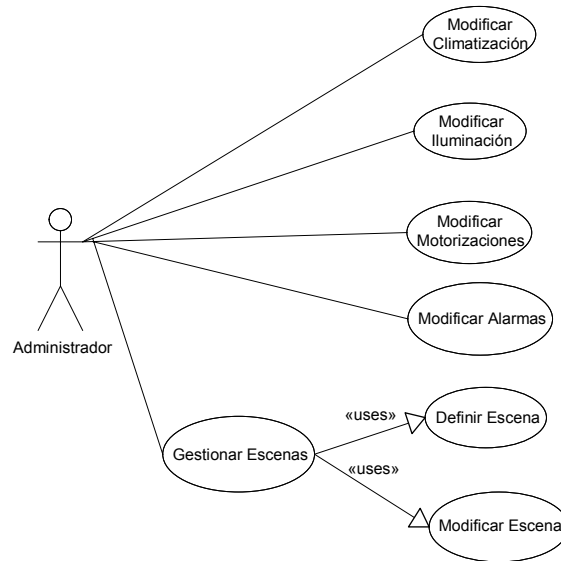 Modificar
Climatización
Modificar
Iluminación
Modificar
Motorizaciones
Modificar Alarmas
Administrador
«uses»
Definir Escena
Gestionar Escenas
«uses»
Modificar Escena